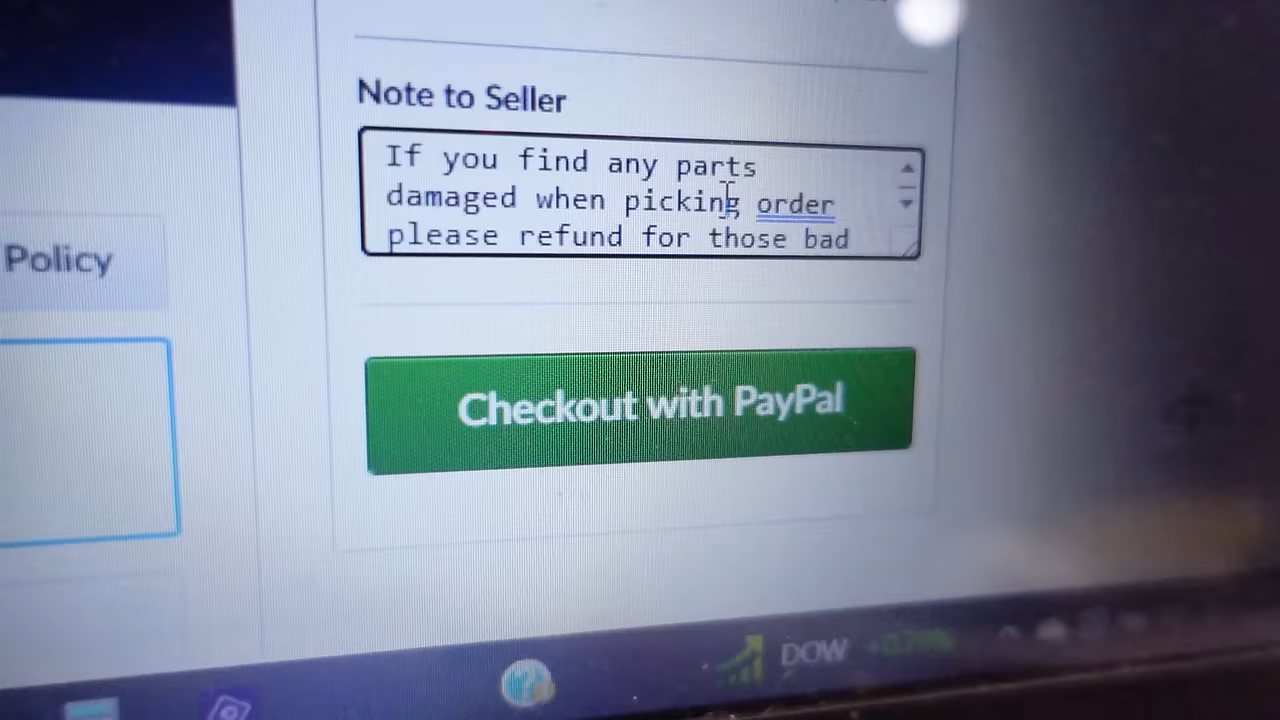 Note to Seller
If you find any parts
damaged when picking order
please refund for those bad
Policy
Checkout with PayPal
DOW